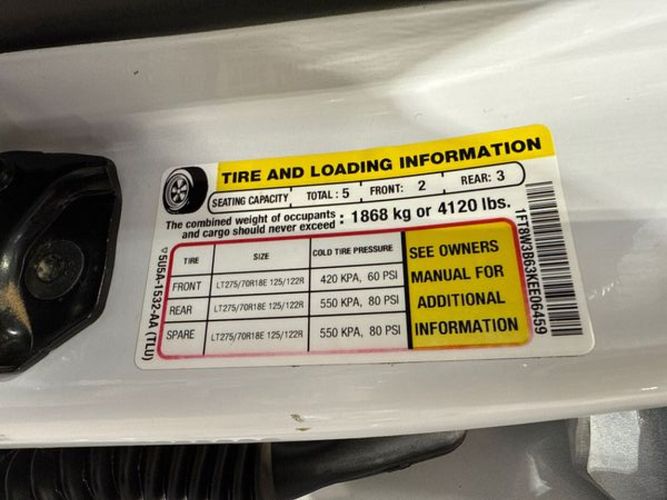 TIRE AND LOADING INFORMATION
SEATING CAPACITY TOTAL : 5 FRONT: 2 REAR: 3
The combined weight of occupants and cargo should never exceed : 1868 kg or 4120 lbs.
TIRE SIZE COLD TIRE PRESSURE
FRONT LT275/70R18E 125/122R 420 KPA, 60 PSI
REAR LT275/70R18E 125/122R 550 KPA, 80 PSI
SPARE LT275/70R18E 125/122R 550 KPA, 80 PSI
SEE OWNERS
MANUAL FOR
ADDITIONAL
INFORMATION
5U5A-1532-AA (TLU)
1FT8W3B63KEE06459